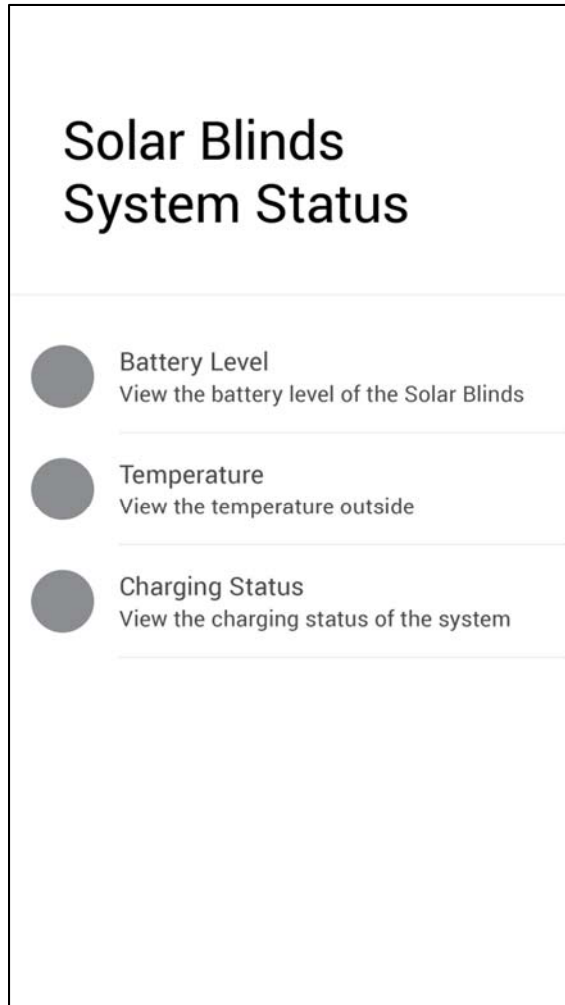 Solar Blinds
System Status
Battery Level
View the battery level of the Solar Blinds
Temperature
View the temperature outside
Charging Status
View the charging status of the system